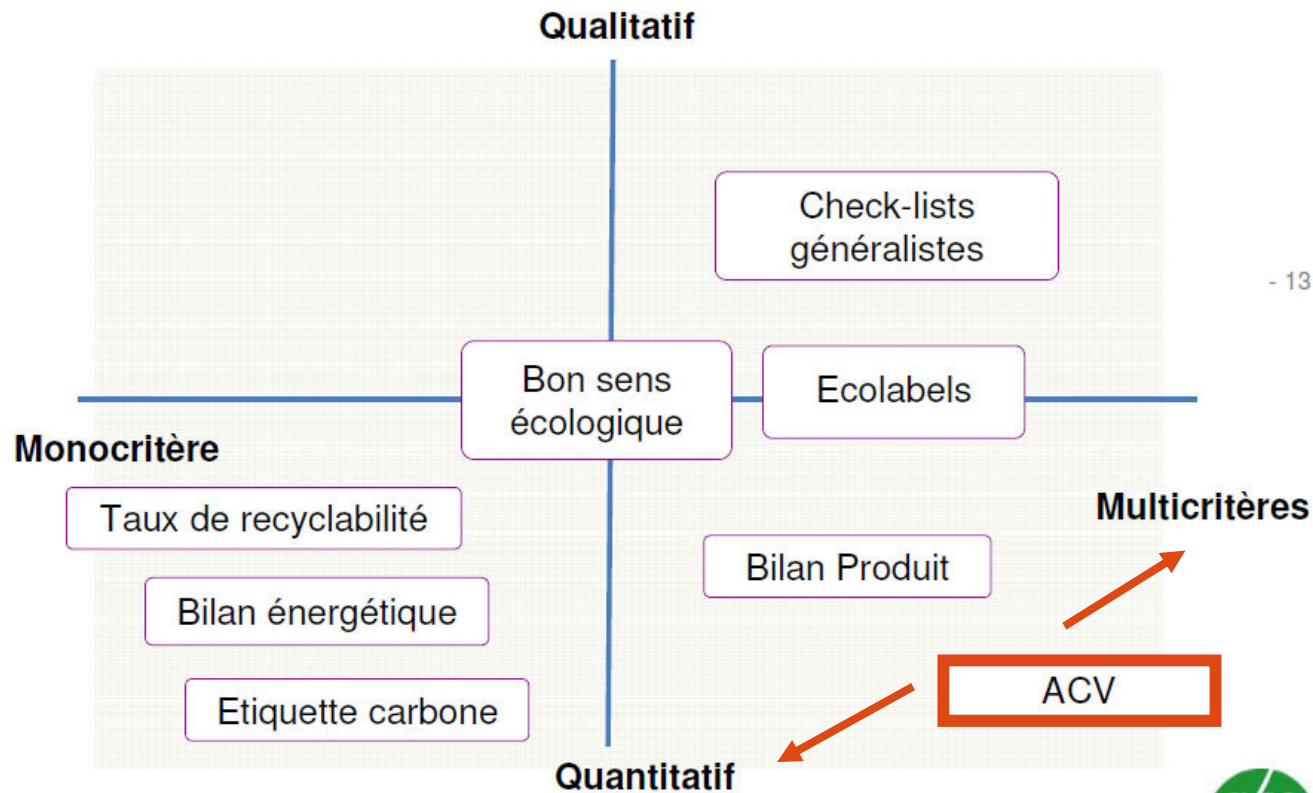 Qualitatif
Check-lists
généralistes
- 13
Bon sens
écologique
Ecolabels
Monocritère
Taux de recyclabilité
Multicritères
Bilan Produit
Bilan énergétique
ACV
Etiquette carbone
Quantitatif